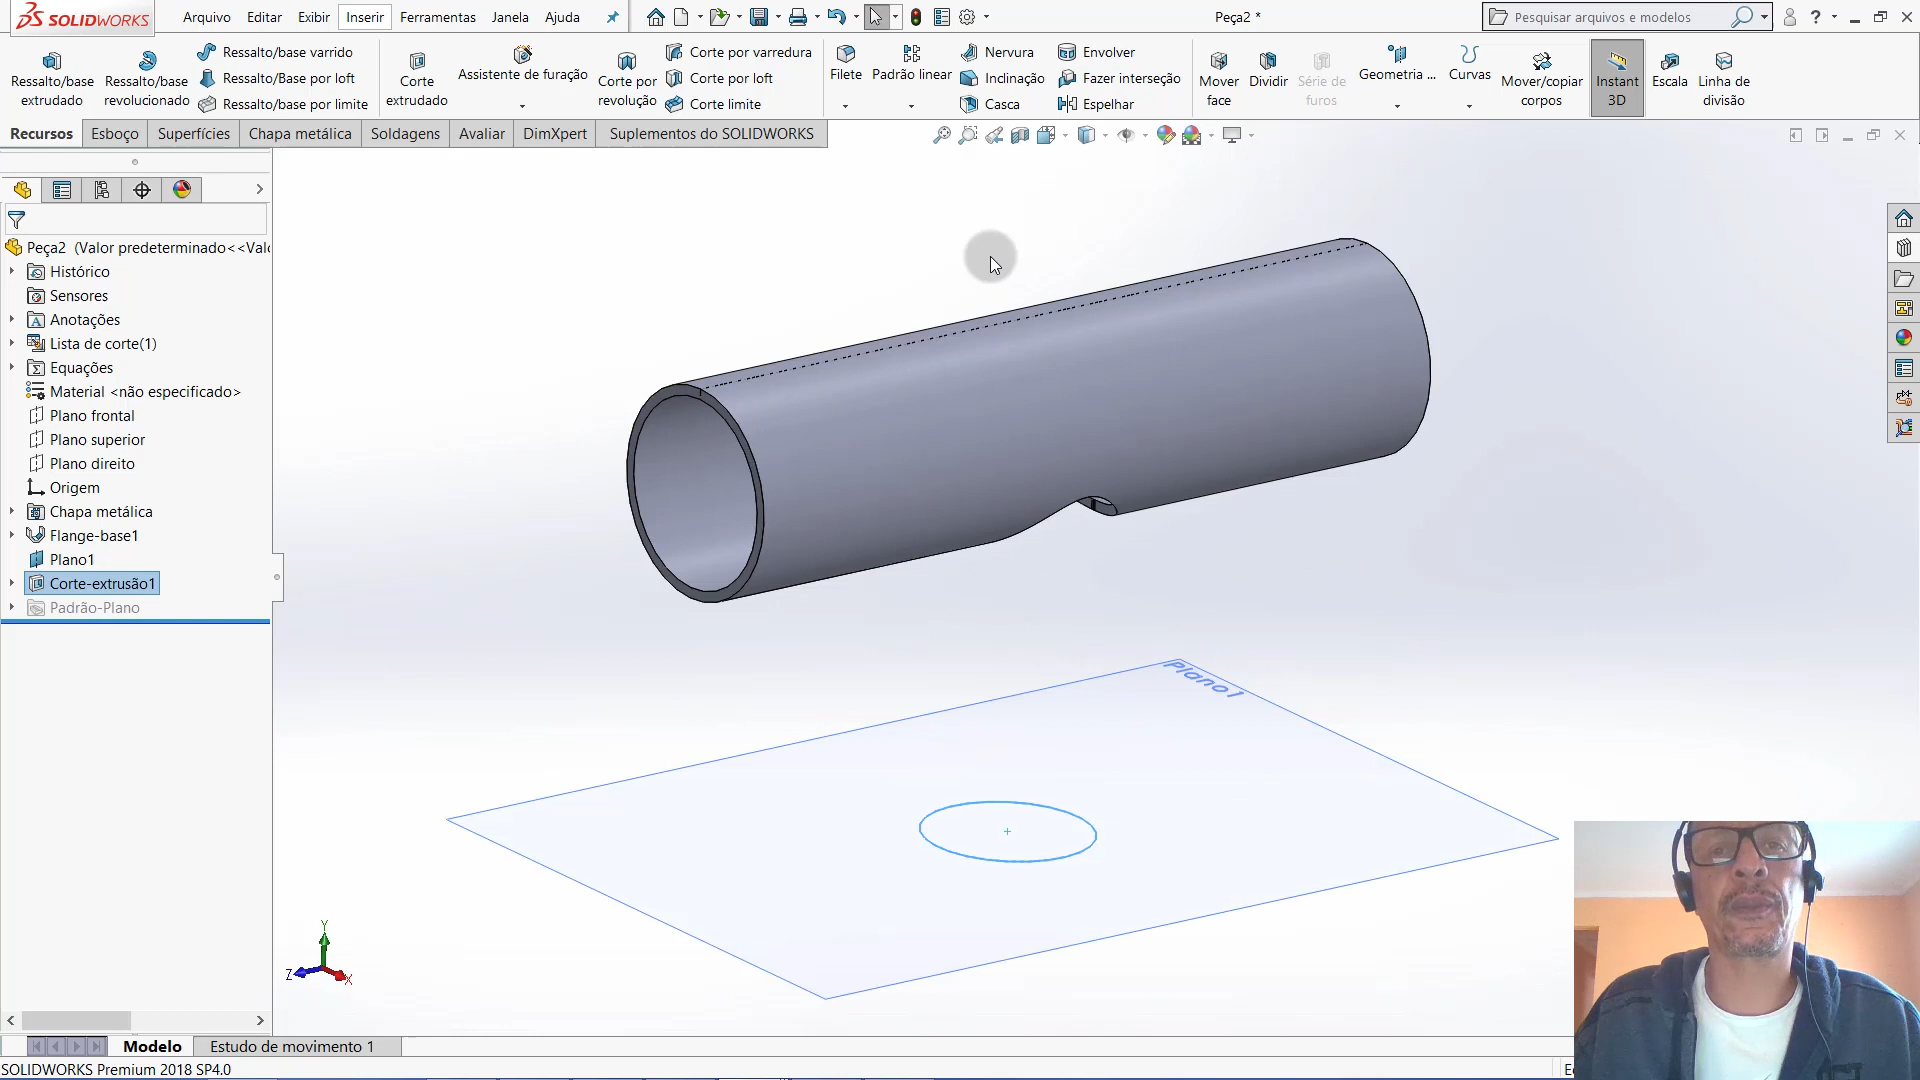 SOLIDWORKS
Arquivo Editar Exibir Inserir Ferramentas Janela Ajuda
Peça2 *
Pesquisar arquivos e modelos
Ressalto/base extrudado
Ressalto/base revolucionado
Ressalto/base varrido
Ressalto/Base por loft
Ressalto/base por limite
Corte extrudado
Assistente de furação
Corte por revolução
Corte por varredura
Corte por loft
Corte limite
Filete
Padrão linear
Nervura
Inclinação
Casca
Envolver
Fazer interseção
Espelhar
Mover face
Dividir
Série de furos
Geometria ...
Curvas
Mover/copiar corpos
Instant 3D
Escala
Linha de divisão
Recursos Esboço Superfícies Chapa metálica Soldagens Avaliar DimXpert Suplementos do SOLIDWORKS
Peça2 (Valor predeterminado<<Valo
Histórico
Sensores
Anotações
Lista de corte(1)
Equações
Material <não especificado>
Plano frontal
Plano superior
Plano direito
Origem
Chapa metálica
Flange-base1
Plano1
Corte-extrusão1
Padrão-Plano
Plano1
Y
Z
X
Modelo Estudo de movimento 1
SOLIDWORKS Premium 2018 SP4.0